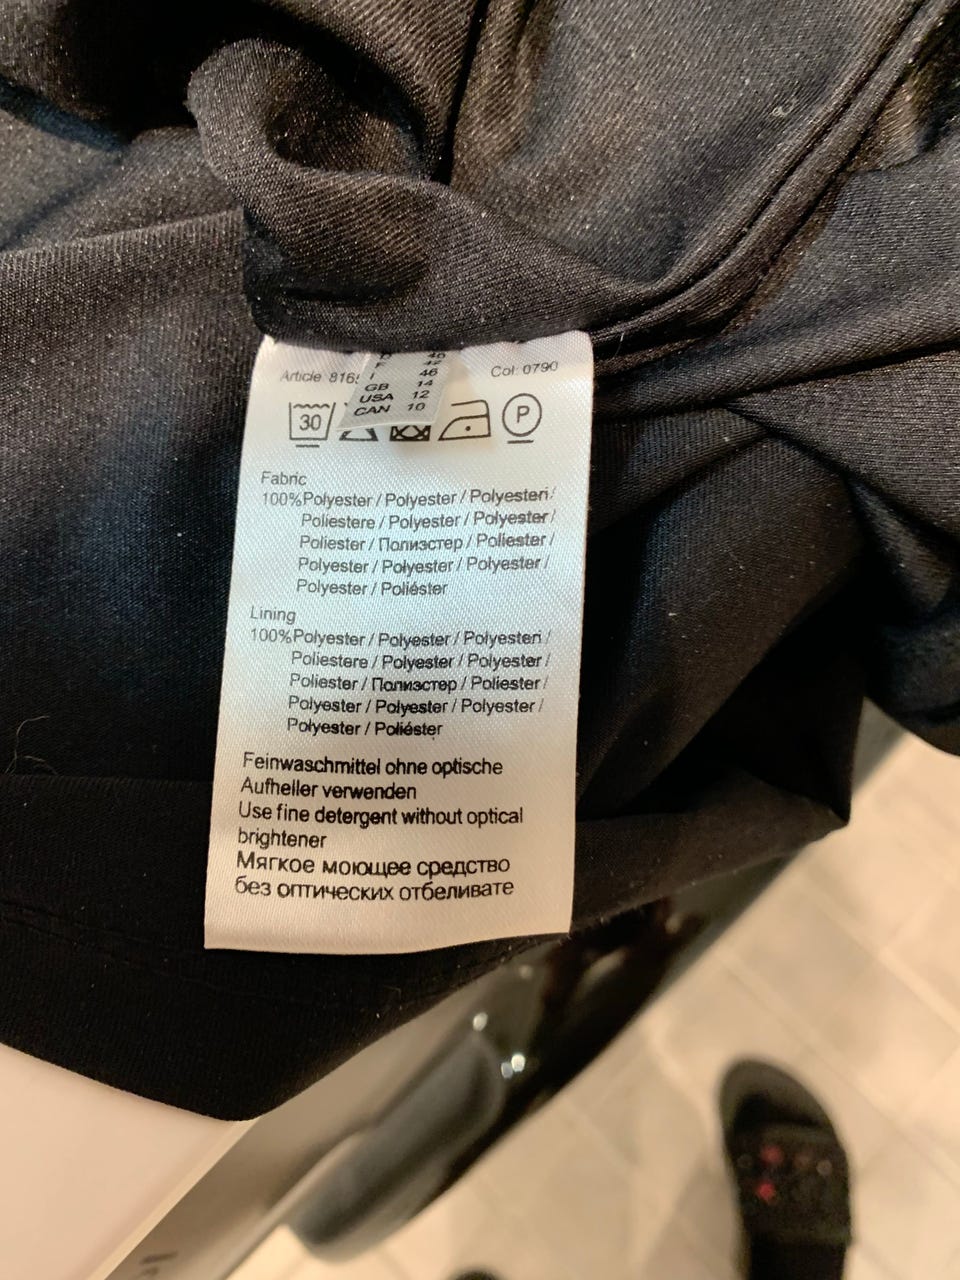 46
GB 14
USA 12
CAN 10
Article
Col: 0790
30
P
Fabric
100%Polyester / Polyester / Polyesteri /
Poliestere / Polyester / Polyester /
Poliester / Полиэстер / Poliester /
Polyester / Polyester / Polyester /
Polyester / Poliéster
Lining
100%Polyester / Polyester / Polyesteri /
Poliestere / Polyester / Polyester /
Poliester / Полиэстер / Poliester /
Polyester / Polyester / Polyester /
Polyester / Poliéster
Feinwaschmittel ohne optische
Aufheller verwenden
Use fine detergent without optical
brightener
Мягкое моющее средство
без оптических отбеливате